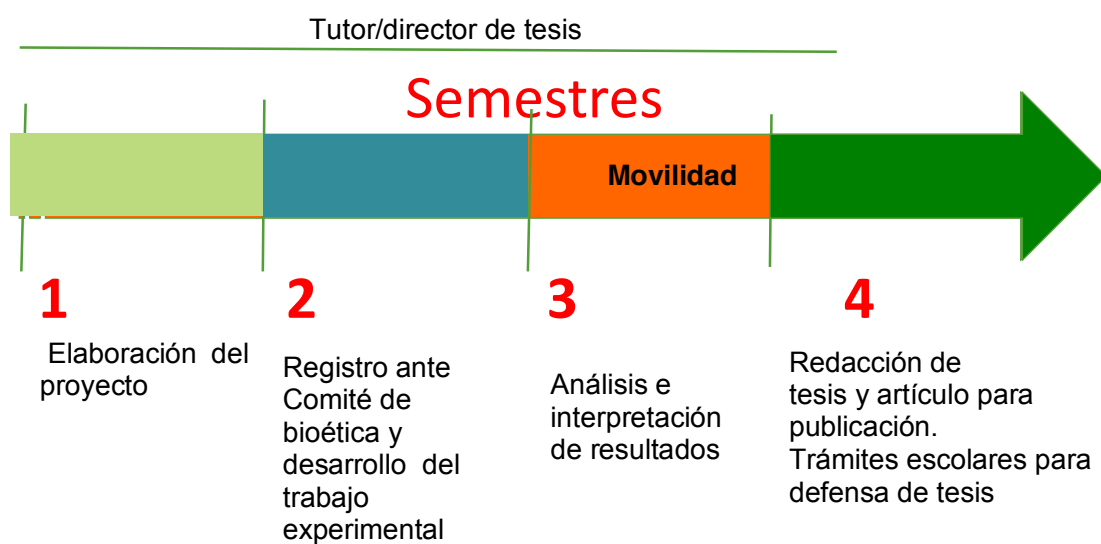 Tutor/director de tesis
Semestres
Movilidad
1
Elaboración del
proyecto
2
Registro ante
Comité de
bioética y
desarrollo del
trabajo
experimental
3
Análisis e
interpretación
de resultados
4
Redacción de
tesis y artículo para
publicación.
Trámites escolares para
defensa de tesis